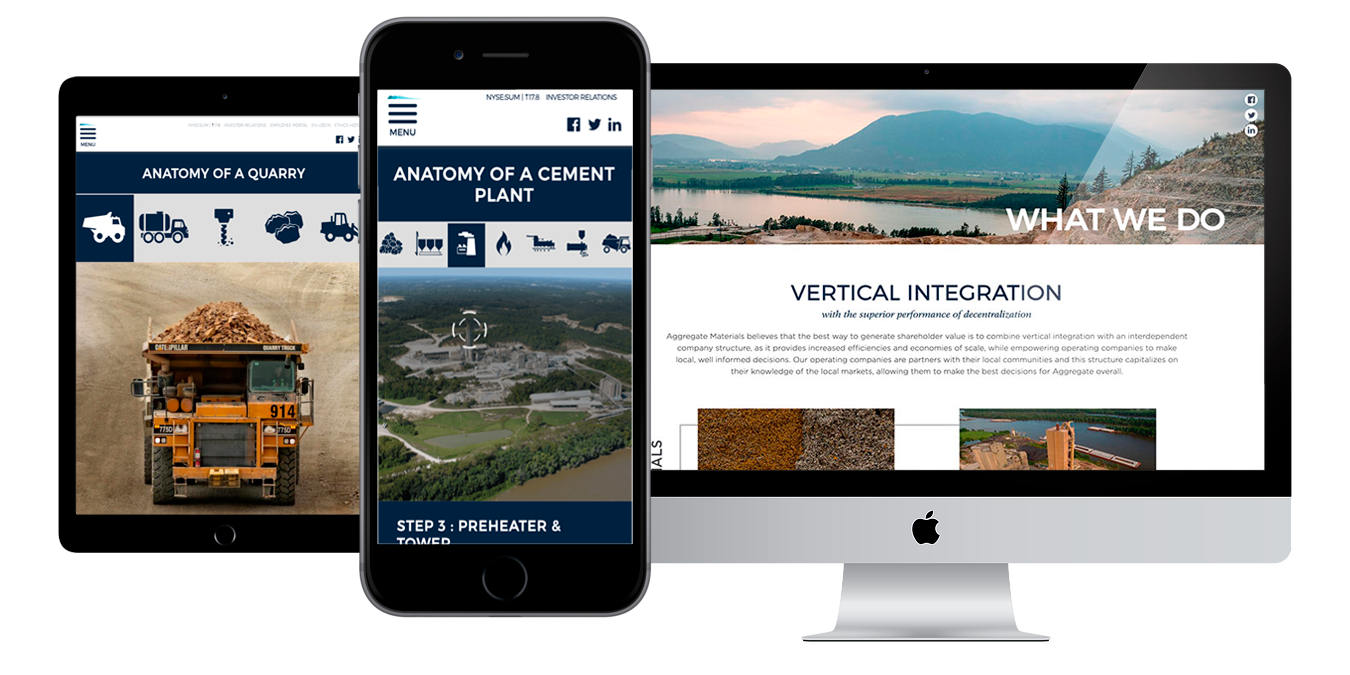 NYSE:SUM | ↑17.8 INVESTOR RELATIONS EMPLOYEE PORTAL
MENU
ANATOMY OF A QUARRY
CATERPILLAR
QUARRY TRUCK
914
775D
775D
NYSE:SUM | ↑17.8 INVESTOR RELATIONS
MENU
ANATOMY OF A CEMENT
PLANT
STEP 3 : PREHEATER &
TOWER
WHAT WE DO
VERTICAL INTEGRATION
with the superior performance of decentralization
Aggregate Materials believes that the best way to generate shareholder value is to combine vertical integration with an interdependent
company structure, as it provides increased efficiencies and economies of scale, while empowering operating companies to make
local, well informed decisions. Our operating companies are partners with their local communities and this structure capitalizes on
their knowledge of the local markets, allowing them to make the best decisions for Aggregate overall.